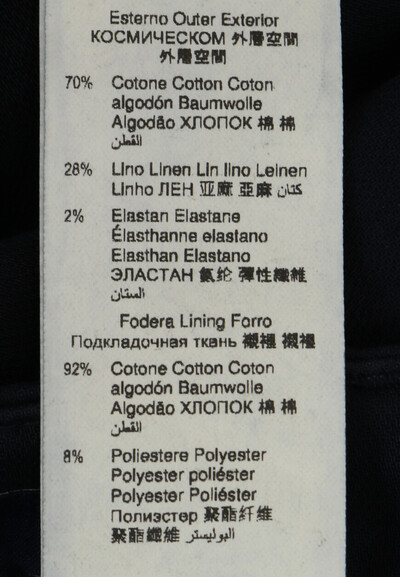 Esterno Outer Exterior
КОСМИЧЕСКОМ 外層空間
外層空間
70% Cotone Cotton Coton
algodón Baumwolle
Algodão ХЛОПОК 棉 棉
القطن
28% Lino Linen Lin lino Leinen
Linho ЛЕН 亚麻 亞麻 كتان
2% Elastan Elastane
Élasthanne elastano
Elasthan Elastano
ЭЛАСТАН 氨纶 彈性纖維
الستان
Fodera Lining Forro
Подкладочная ткань 襯裡 襯裡
92% Cotone Cotton Coton
algodón Baumwolle
Algodão ХЛОПОК 棉 棉
القطن
8% Poliestere Polyester
Polyester poliéster
Polyester Poliéster
Полиэстер 聚酯纤维
聚酯纖維 البوليستر